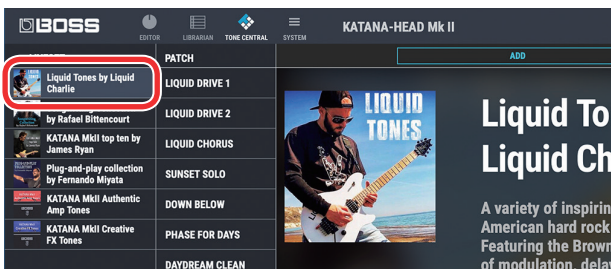 BOSS
EDITOR
LIBRARIAN
TONE CENTRAL
SYSTEM
KATANA-HEAD Mk II
PATCH
ADD
Liquid Tones by Liquid
Charlie
by Rafael Bittencourt
KATANA MkII top ten by
James Ryan
Plug-and-play collection
by Fernando Miyata
KATANA MkII Authentic
Amp Tones
KATANA MkII Creative
FX Tones
LIQUID DRIVE 1
LIQUID DRIVE 2
LIQUID CHORUS
SUNSET SOLO
DOWN BELOW
PHASE FOR DAYS
DAYDREAM CLEAN
LIQUID
TONES
Liquid To
Liquid Ch
A variety of inspirin
American hard rock
Featuring the Brown
of modulation, delay